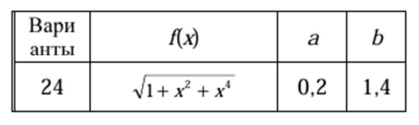 Вари
анты f(x) a b
24 √1 + x² + x⁴ 0,2 1,4